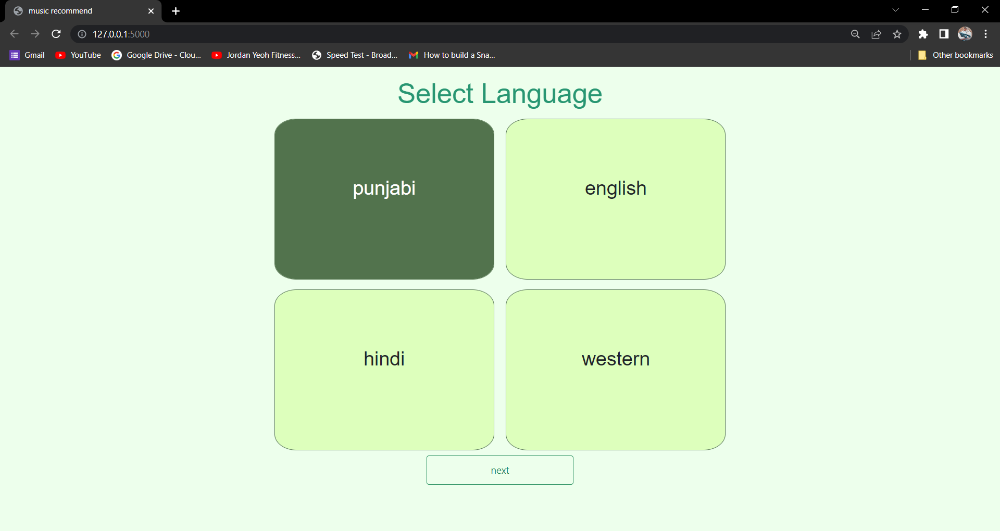 music recommend
127.0.0.1:5000
Gmail YouTube Google Drive - Clou... Jordan Yeoh Fitness... Speed Test - Broad... How to build a Sna... Other bookmarks
Select Language
punjabi english
hindi western
next